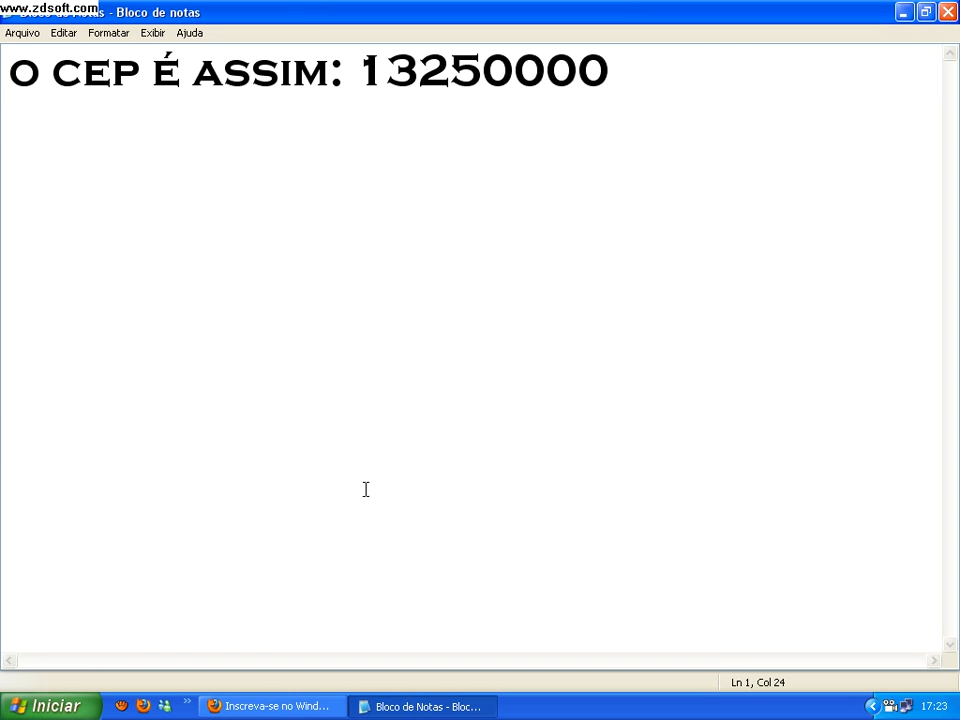 www.zdsoft.com
- Bloco de notas
Arquivo Editar Formatar Exibir Ajuda
O CEP É ASSIM: 13250000
Ln 1, Col 24
Iniciar
Inscreva-se no Wind...
Bloco de Notas - Bloc...
17:23